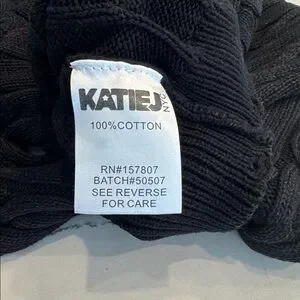 KATIEJ NYC
100%COTTON
RN#157807
BATCH#50507
SEE REVERSE
FOR CARE